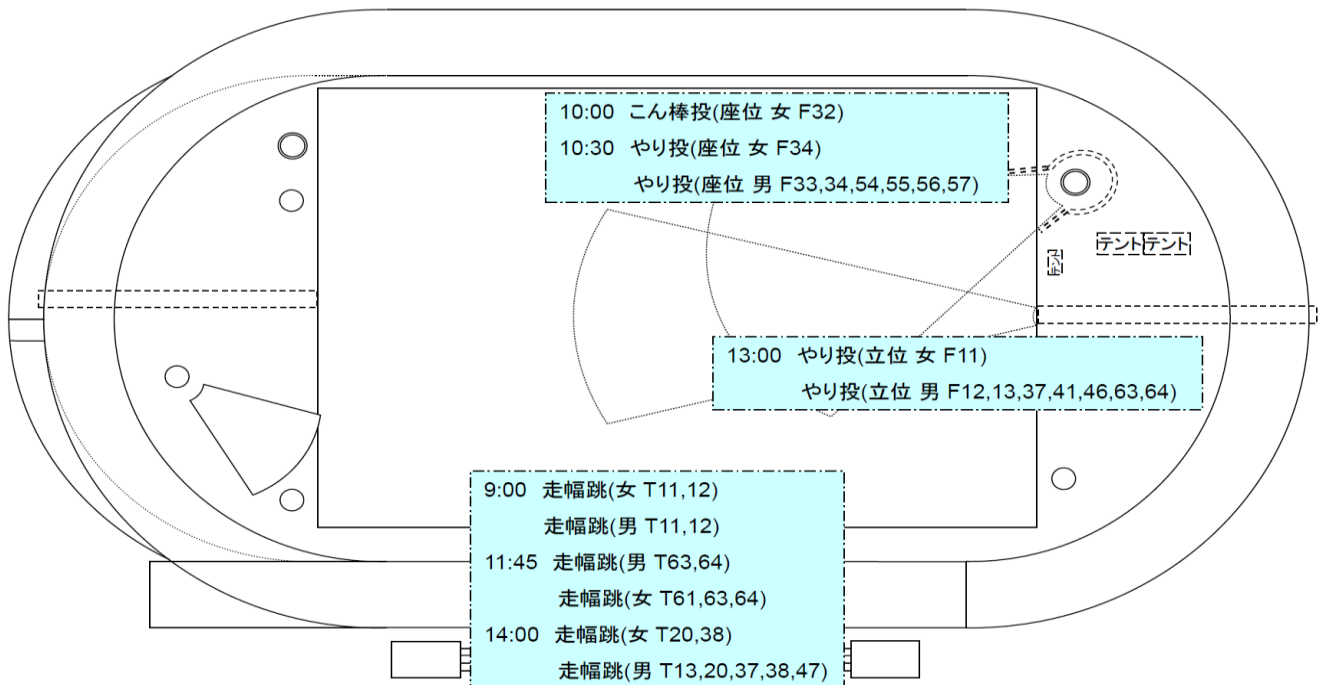 10:00 こん棒投(座位 女 F32)
10:30 やり投(座位 女 F34)
やり投(座位 男 F33,34,54,55,56,57)
テント テント
テント
13:00 やり投(立位 女 F11)
やり投(立位 男 F12,13,37,41,46,63,64)
9:00 走幅跳(女 T11,12)
走幅跳(男 T11,12)
11:45 走幅跳(男 T63,64)
走幅跳(女 T61,63,64)
14:00 走幅跳(女 T20,38)
走幅跳(男 T13,20,37,38,47)